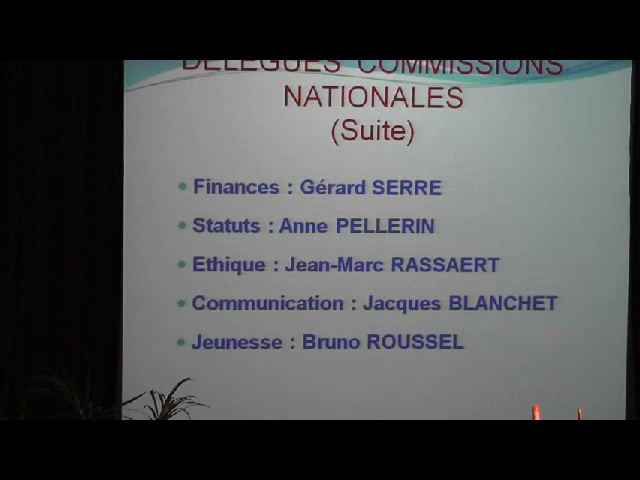 DELEGUES COMMISSIONS
NATIONALES
(Suite)
Finances : Gérard SERRE
Statuts : Anne PELLERIN
Ethique : Jean-Marc RASSAERT
Communication : Jacques BLANCHET
Jeunesse : Bruno ROUSSEL